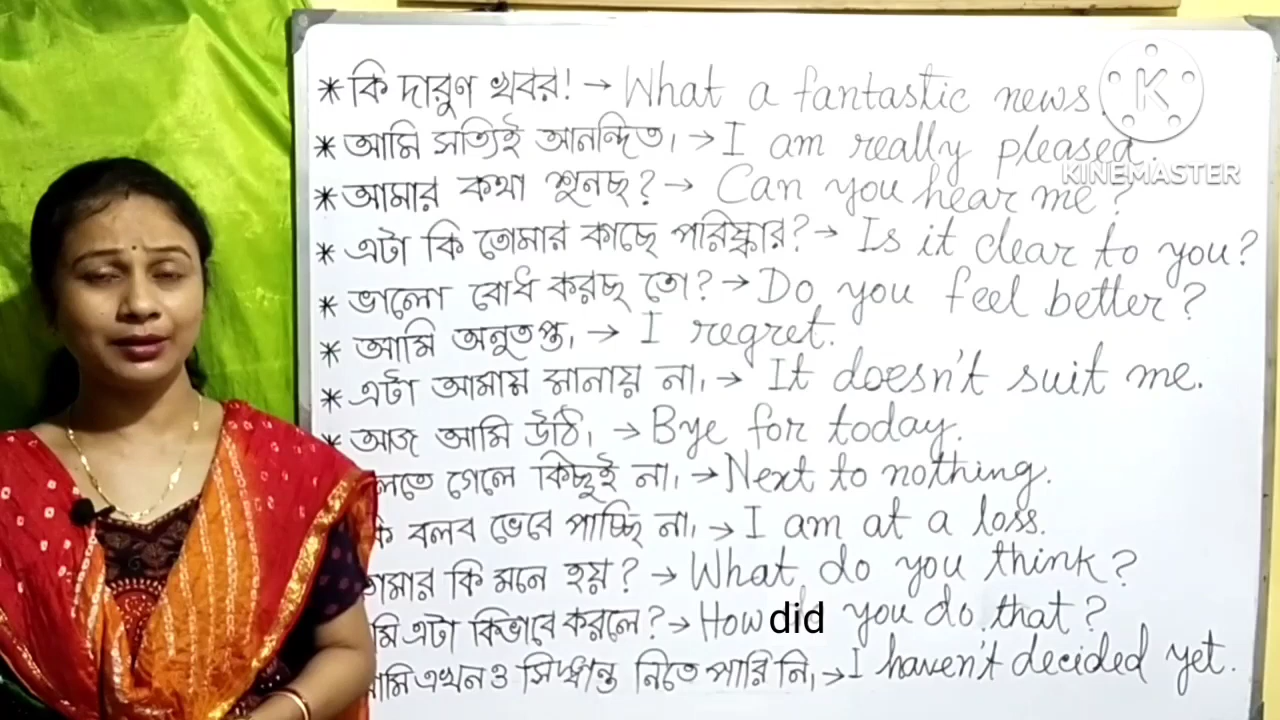 * কি দারুণ খবর! → What a fantastic news
* আমি সত্যিই আনন্দিত। → I am really pleased.
* আমার কথা শুনছ? → Can you hear me?
* এটা কি তোমার কাছে পরিস্কার? → Is it clear to you?
* ভালো বোধ করছ তো? → Do you feel better?
* আমি অনুতপ্ত। → I regret.
* এটা আমায় মানায় না। → It doesn't suit me.
* আজ আমি উঠি। → Bye for today.
গেলে কিছুই না। → Next to nothing.
বলব ভেবে পাচ্ছি না। → I am at a loss.
কি মনে হয়? → What do you think?
এটা কিভাবে করলে? → How did you do that?
এখনও সিদ্ধান্ত নিতে পারি নি। → I haven't decided yet.
K
KINEMASTER